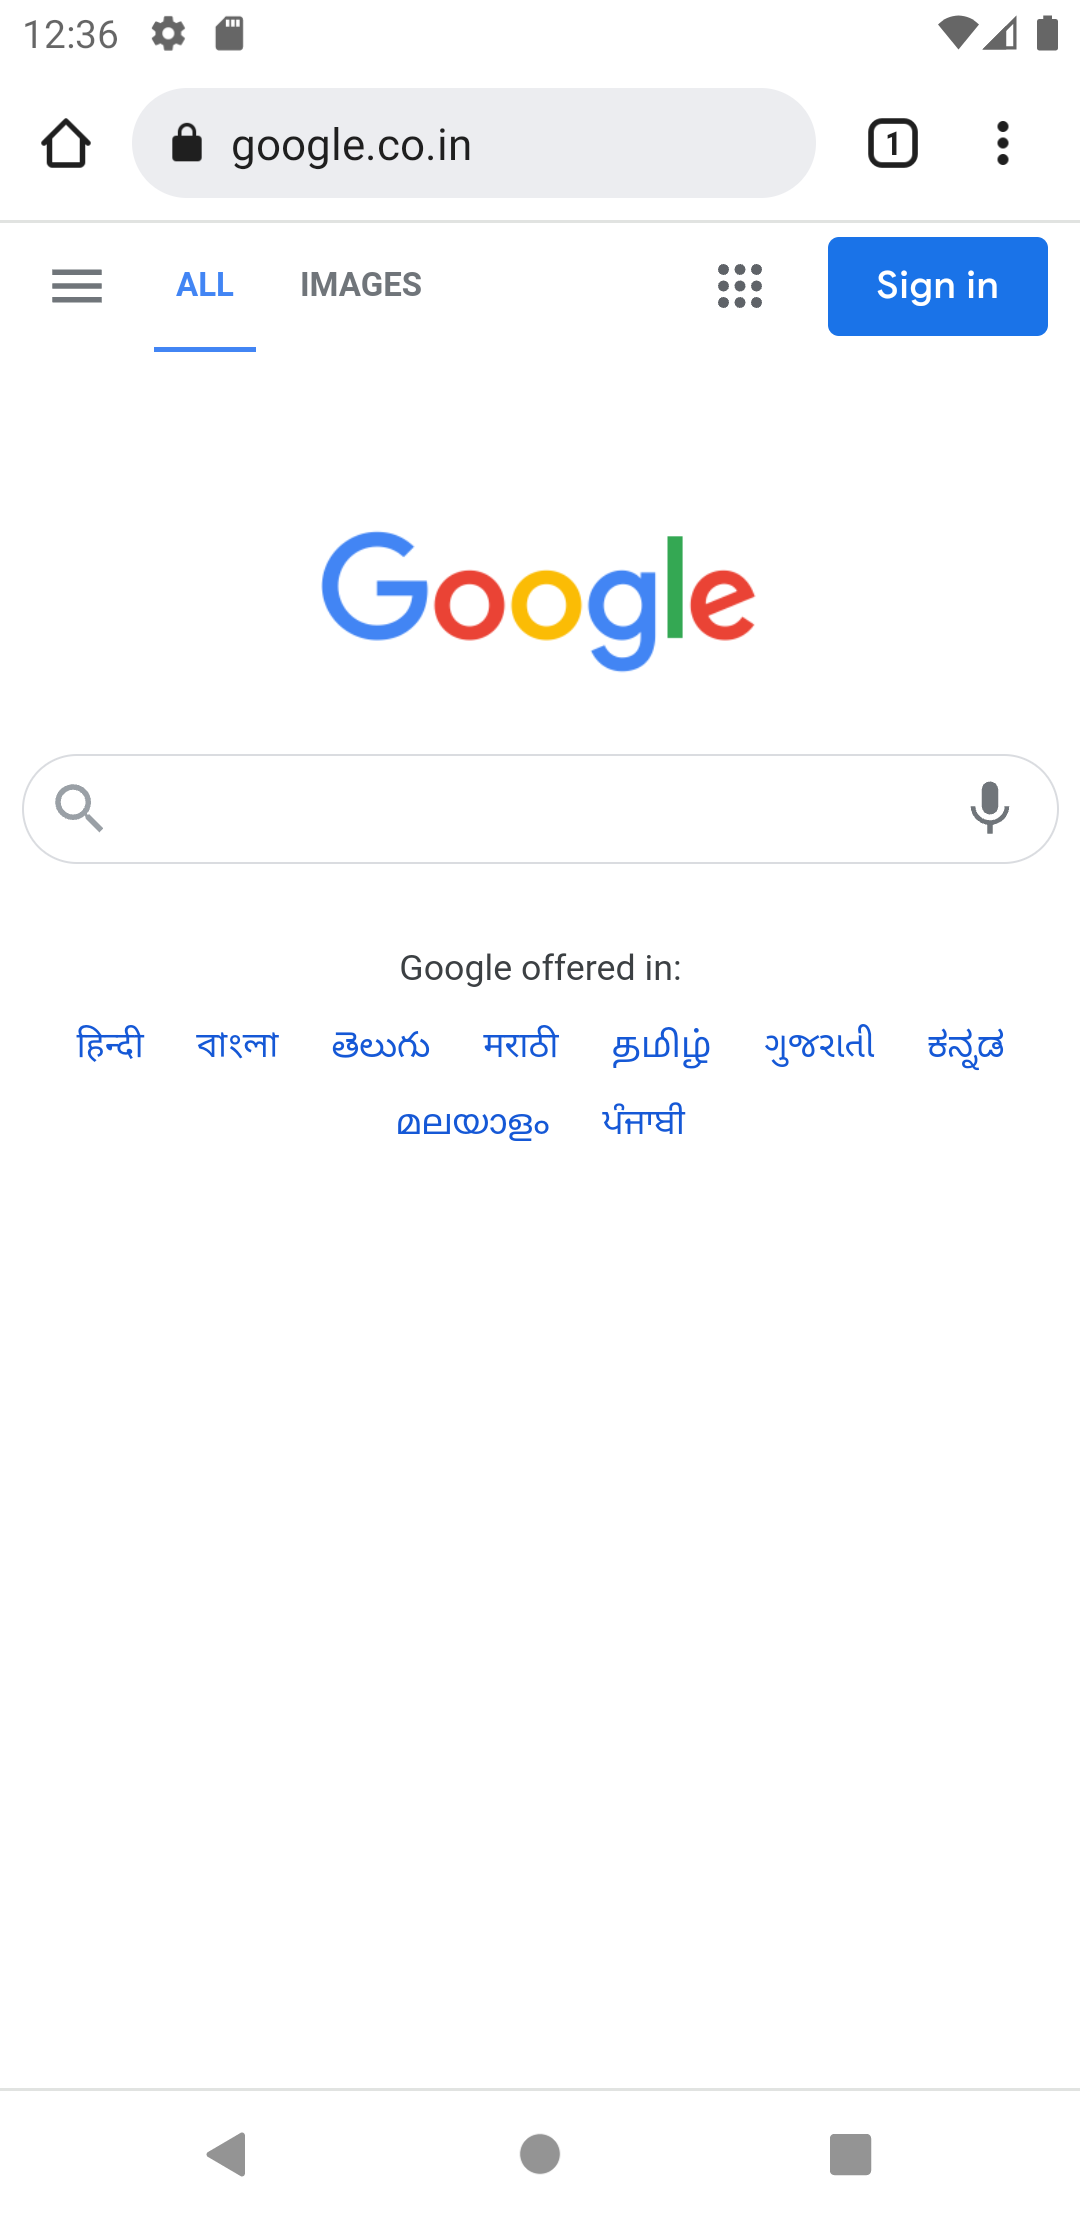 12:36
google.co.in
1
ALL IMAGES Sign in
Google
Google offered in:
हिन्दी বাংলা తెలుగు मराठी தமிழ் ગુજરાતી ಕನ್ನಡ
മലയാളം ਪੰਜਾਬੀ